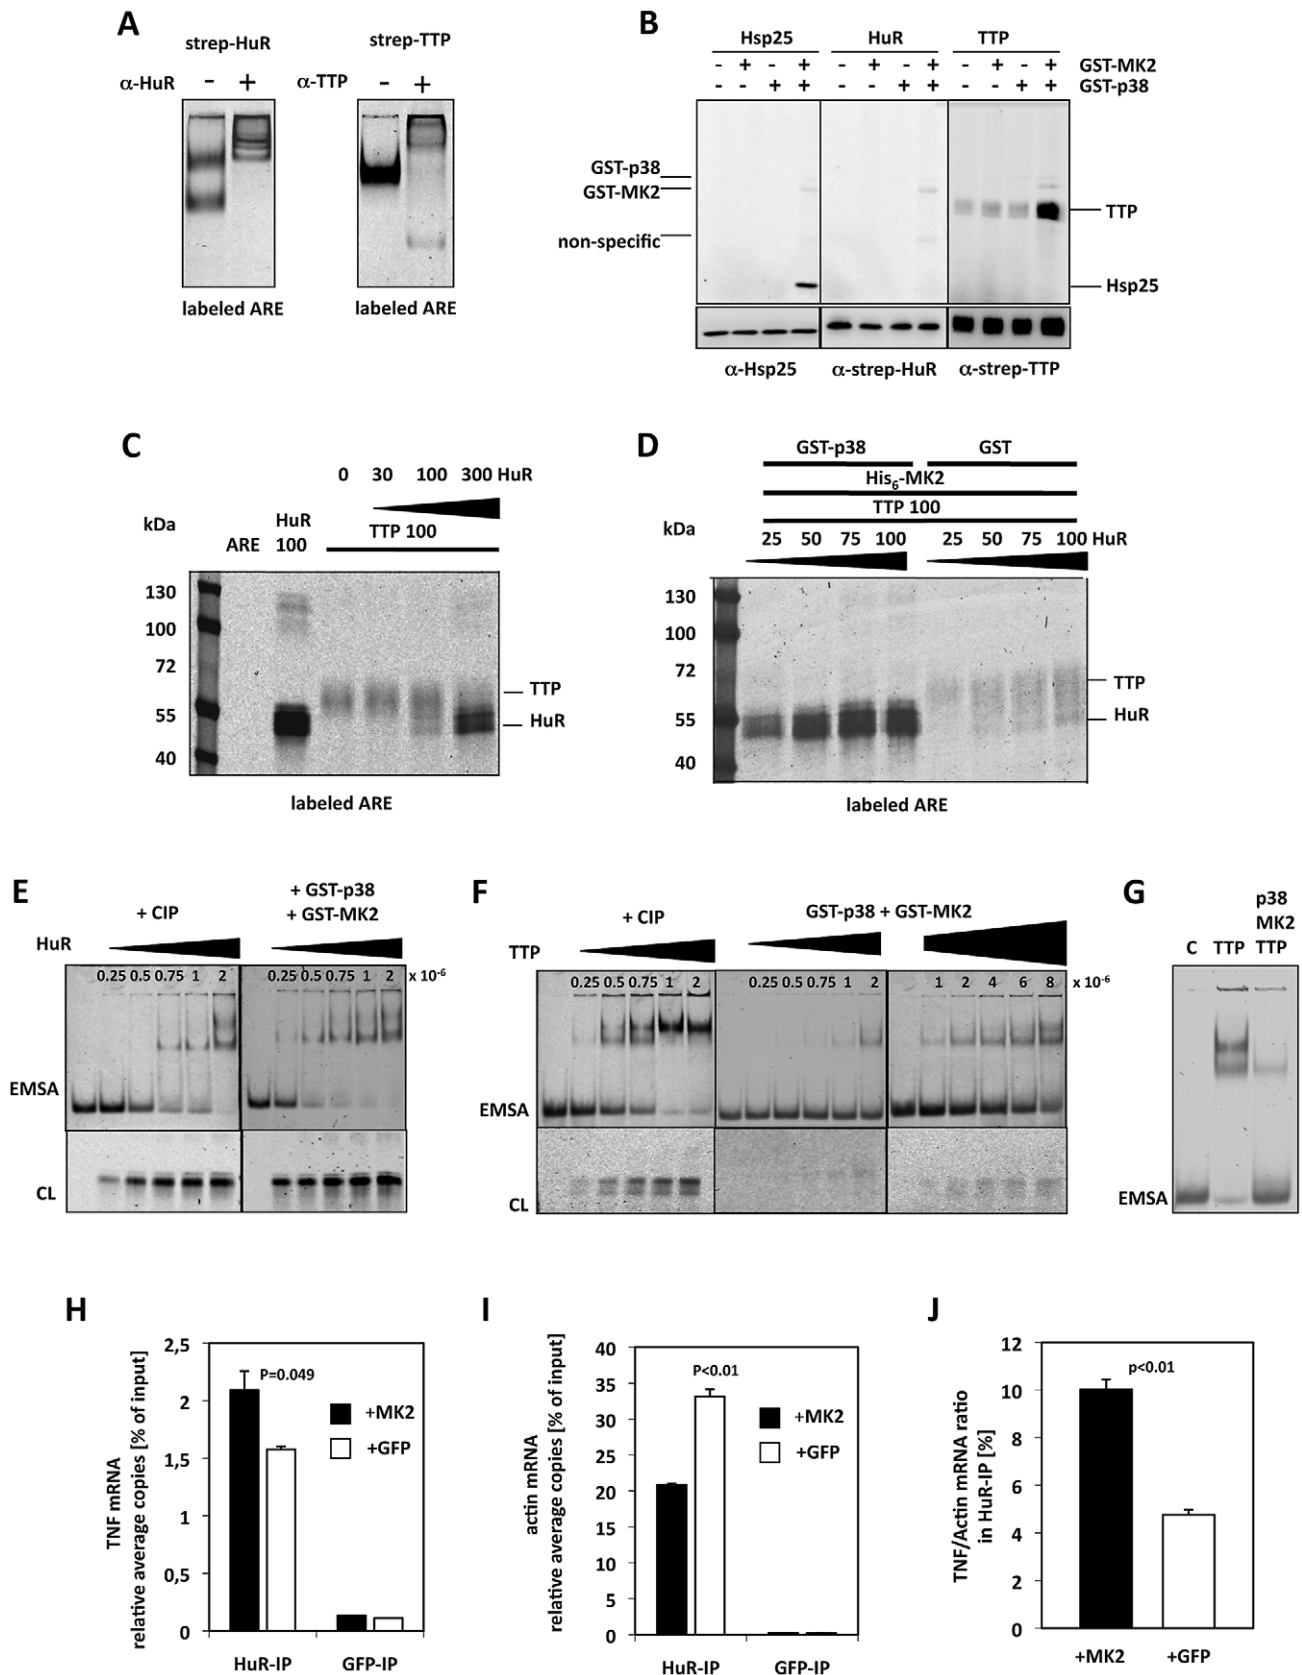 A
strep-HuR
strep-TTP
α-HuR - +
α-TTP - +
labeled ARE
labeled ARE
B
Hsp25 HuR TTP
- + - + - + - + - + - + GST-MK2
- - + + - - + + - - + + GST-p38
GST-p38
GST-MK2
non-specific
TTP
Hsp25
α-Hsp25 α-strep-HuR α-strep-TTP
C
0 30 100 300 HuR
kDa
ARE
HuR
100
TTP 100
130
100
72
55
40
TTP
HuR
labeled ARE
D
GST-p38 GST
His6-MK2
TTP 100
kDa
25 50 75 100 25 50 75 100 HuR
130
100
72
55
40
TTP
HuR
labeled ARE
E
+ CIP
+ GST-p38
+ GST-MK2
HuR
0.25 0.5 0.75 1 2 0.25 0.5 0.75 1 2 x 10-6
EMSA
CL
F
+ CIP GST-p38 + GST-MK2
TTP
0.25 0.5 0.75 1 2 0.25 0.5 0.75 1 2 1 2 4 6 8 x 10-6
EMSA
CL
G
C TTP
p38
MK2
TTP
EMSA
H
TNF mRNA
relative average copies [% of input]
2,5
2
1,5
1
0,5
0
P=0.049
+MK2
+GFP
HuR-IP GFP-IP
I
actin mRNA
relative average copies [% of input]
40
35
30
25
20
15
10
5
0
P<0.01
+MK2
+GFP
HuR-IP GFP-IP
J
TNF/Actin mRNA ratio
in HuR-IP [%]
12
10
8
6
4
2
0
p<0.01
+MK2 +GFP